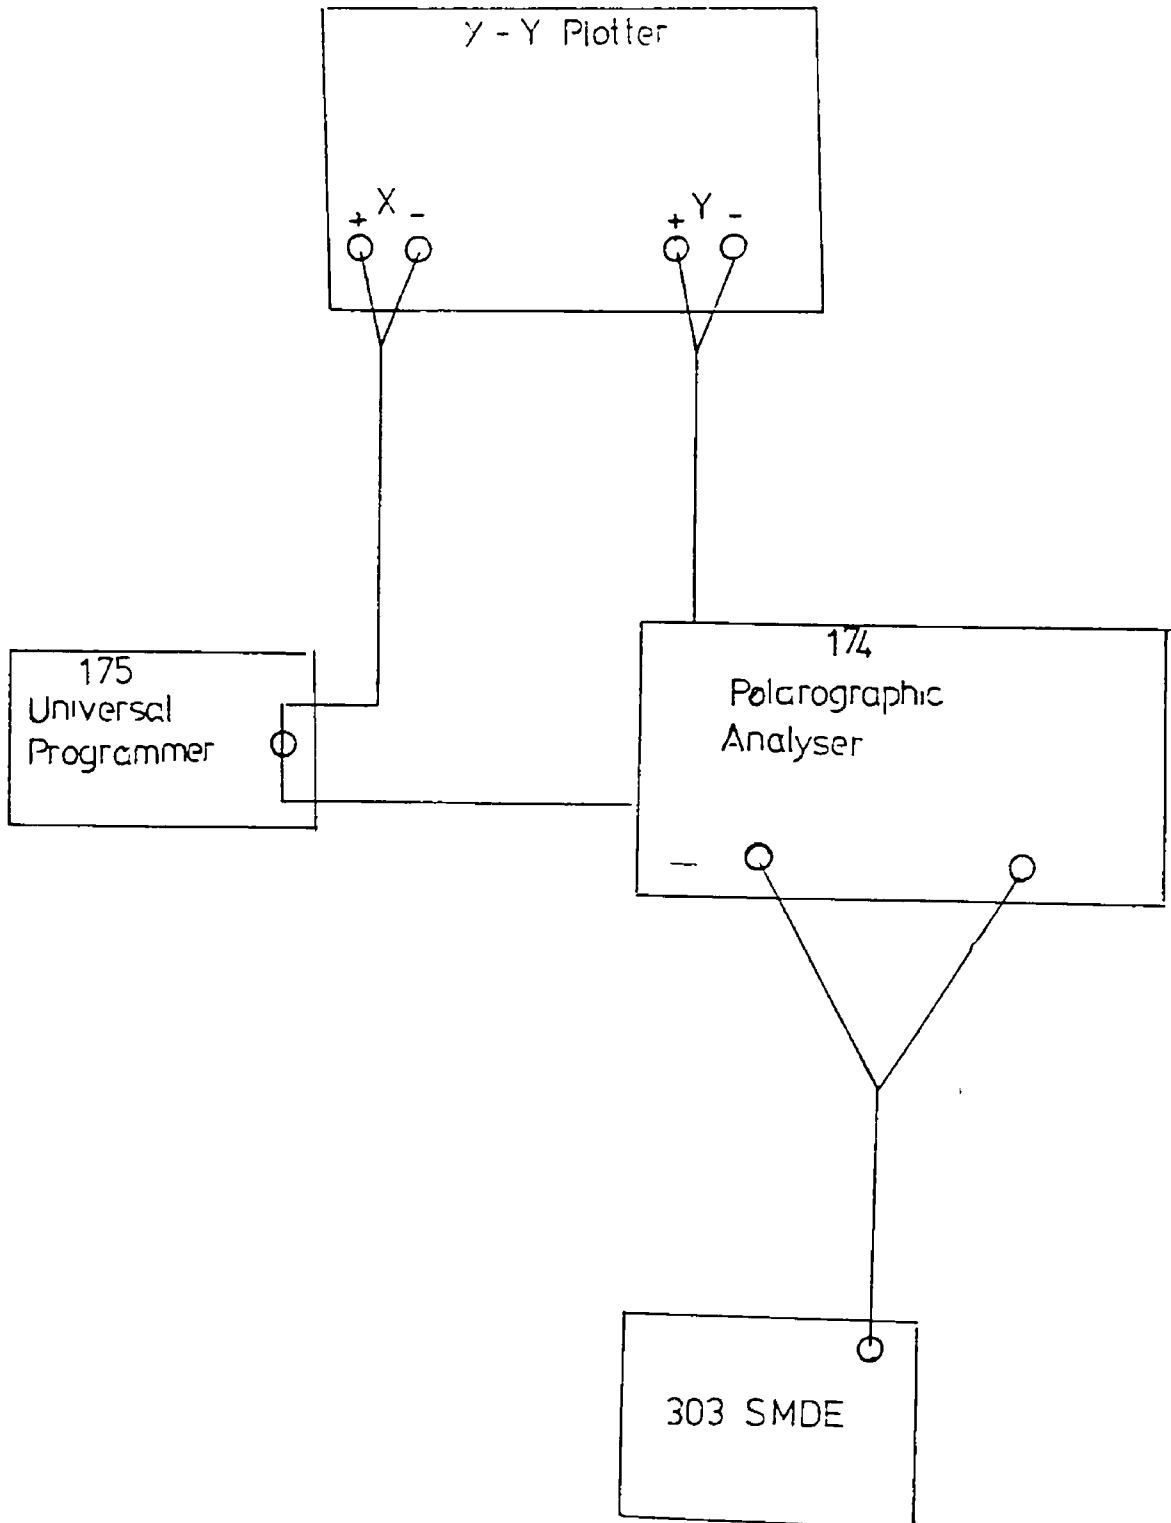 Y - Y Plotter
X
+ -
Y
+ -
175
Universal
Programmer
174
Polarographic
Analyser
—
303 SMDE